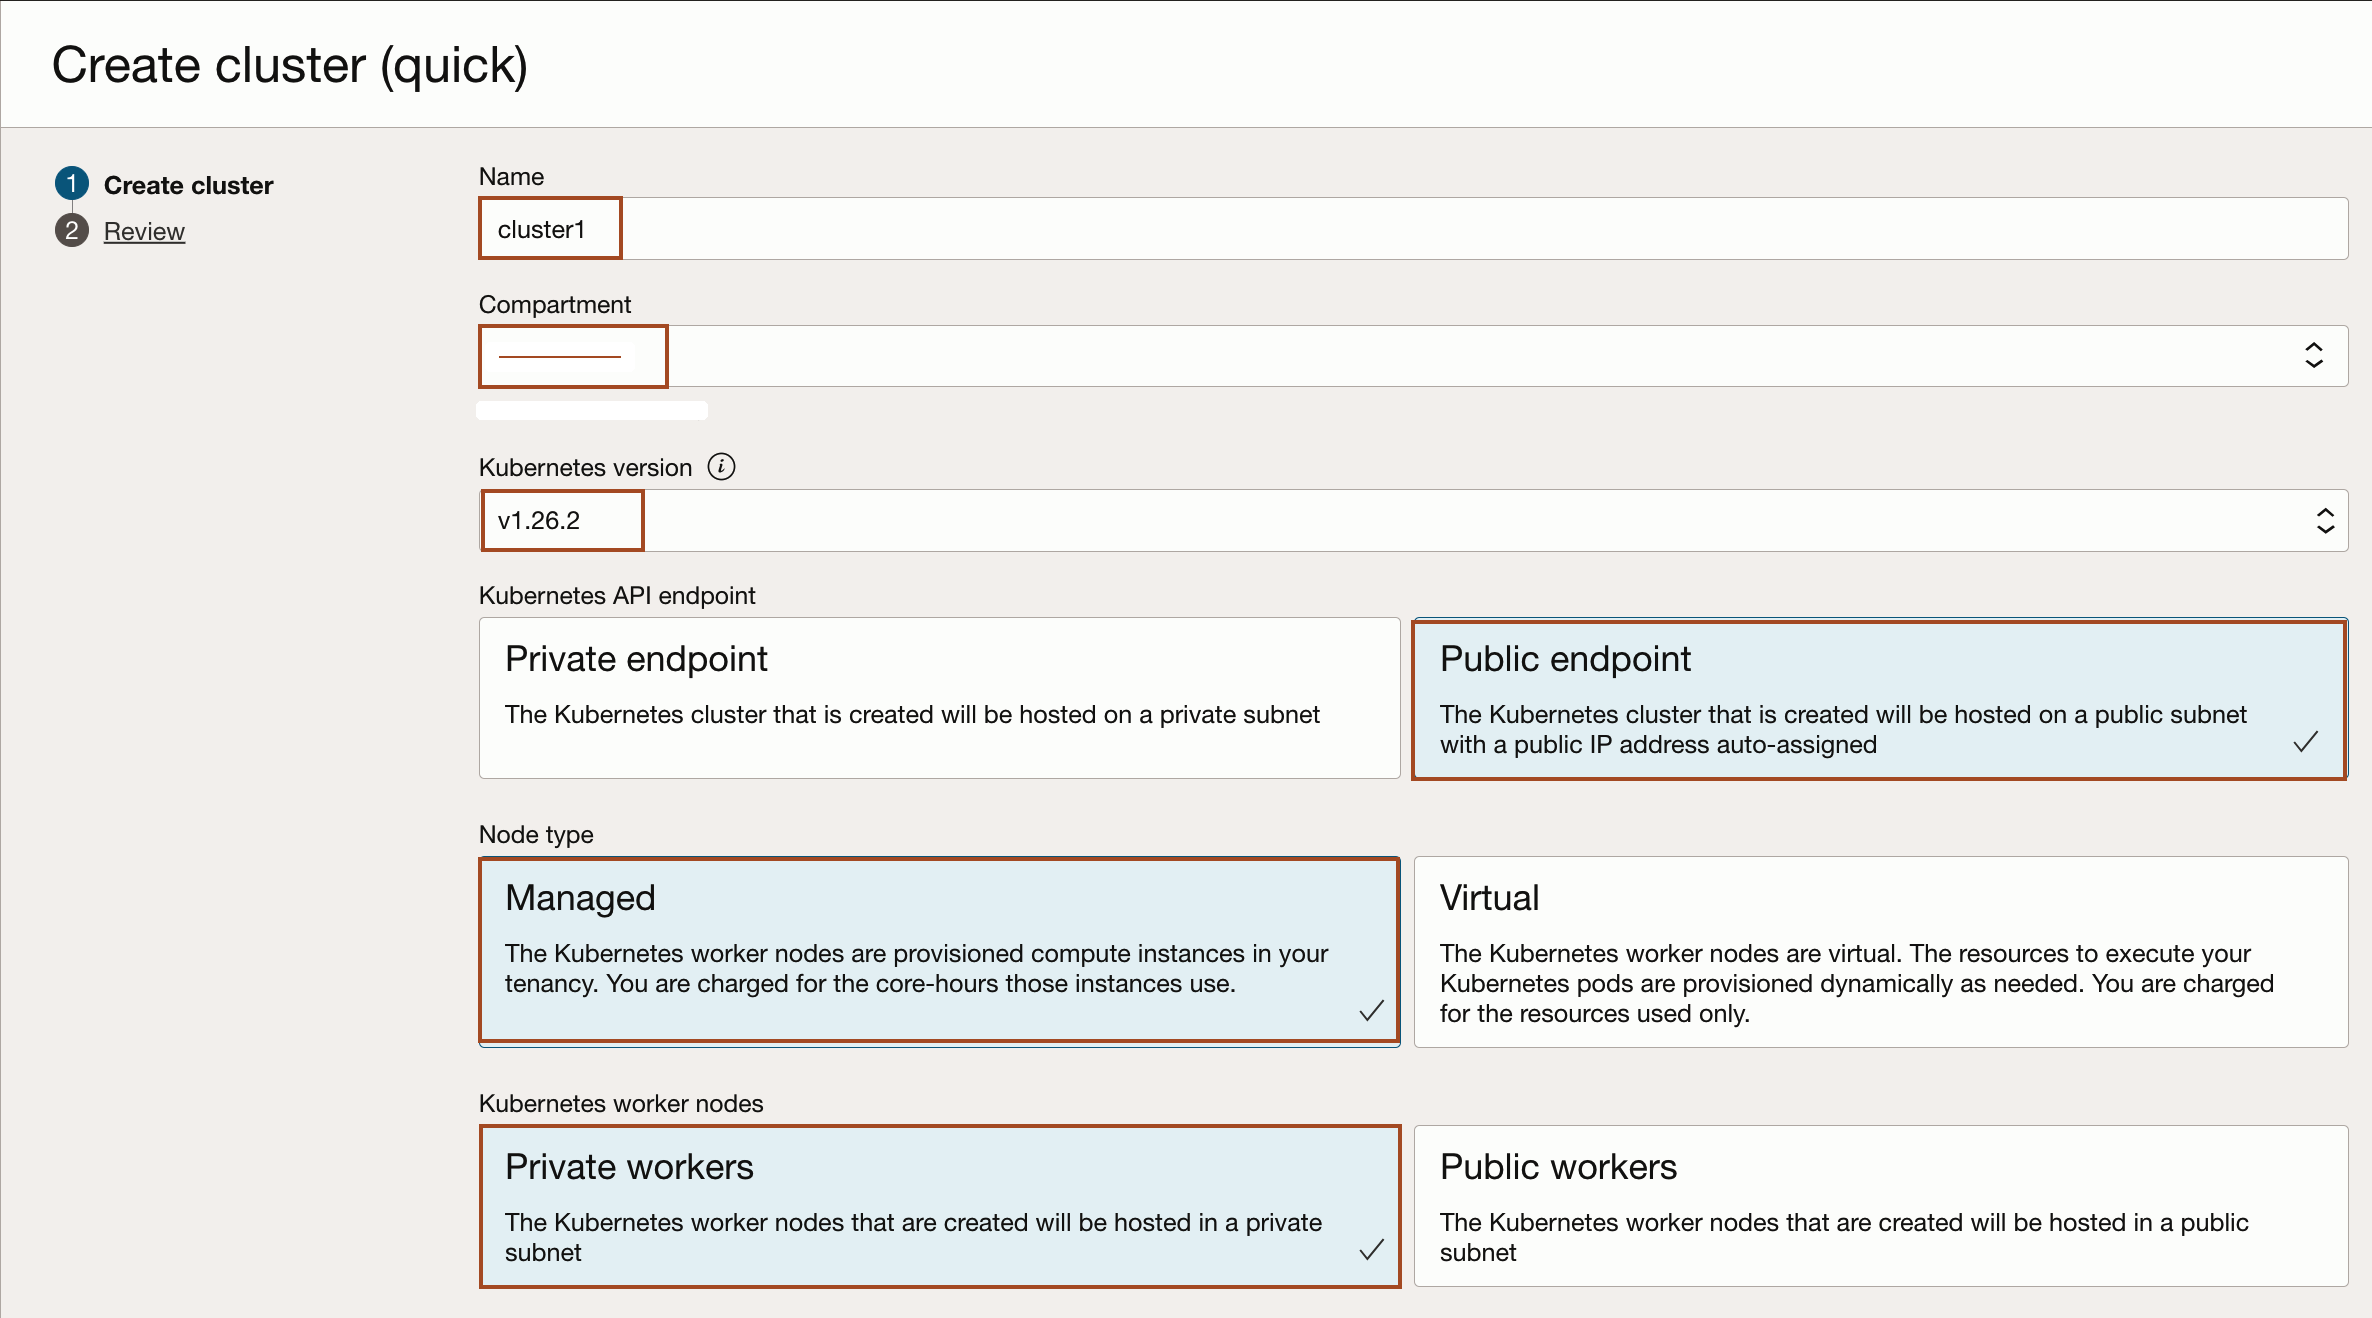 Create cluster (quick)
1 Create cluster
2 Review
Name
cluster1
Compartment
Kubernetes version i
v1.26.2
Kubernetes API endpoint
Private endpoint
The Kubernetes cluster that is created will be hosted on a private subnet
Public endpoint
The Kubernetes cluster that is created will be hosted on a public subnet
with a public IP address auto-assigned
Node type
Managed
The Kubernetes worker nodes are provisioned compute instances in your
tenancy. You are charged for the core-hours those instances use.
Virtual
The Kubernetes worker nodes are virtual. The resources to execute your
Kubernetes pods are provisioned dynamically as needed. You are charged
for the resources used only.
Kubernetes worker nodes
Private workers
The Kubernetes worker nodes that are created will be hosted in a private
subnet
Public workers
The Kubernetes worker nodes that are created will be hosted in a public
subnet